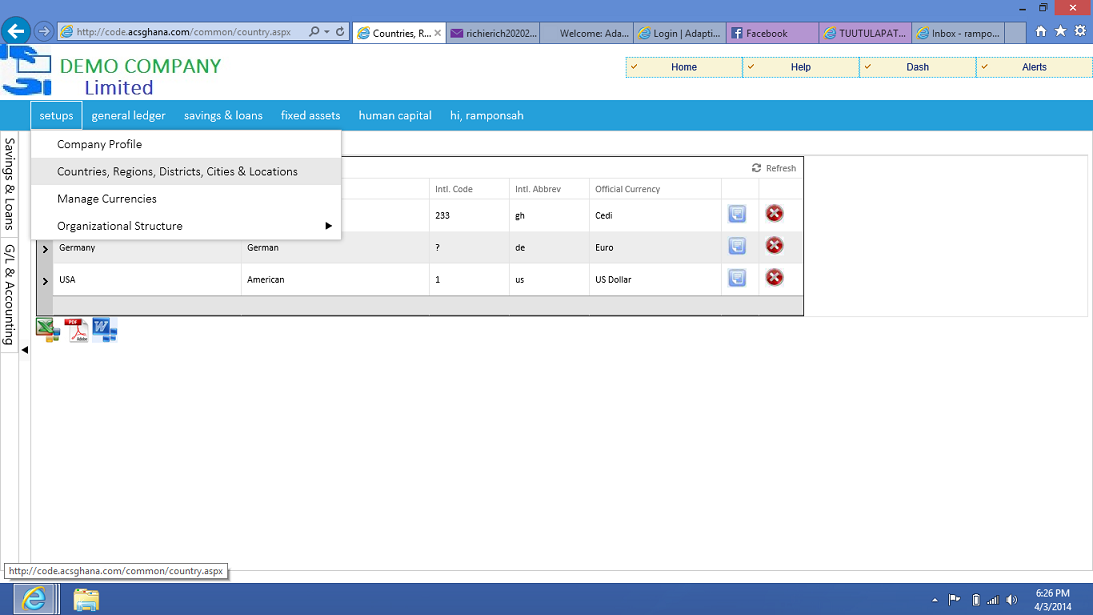 http://code.acsghana.com/common/country.aspx
Countries, R...
richierich20202...
Welcome: Ada...
Login | Adapti...
Facebook
TUUTULAPAT...
Inbox - rampo...
DEMO COMPANY
Limited
Home
Help
Dash
Alerts
setups
general ledger
savings & loans
fixed assets
human capital
hi, ramponsah
Savings & Loans
G/L & Accounting
Company Profile
Countries, Regions, Districts, Cities & Locations
Manage Currencies
Organizational Structure
Refresh
Intl. Code Intl. Abbrev Official Currency
233 gh Cedi
Germany German ? de Euro
USA American 1 us US Dollar
PDF
Adobe
W
http://code.acsghana.com/common/country.aspx
6:26 PM
4/3/2014